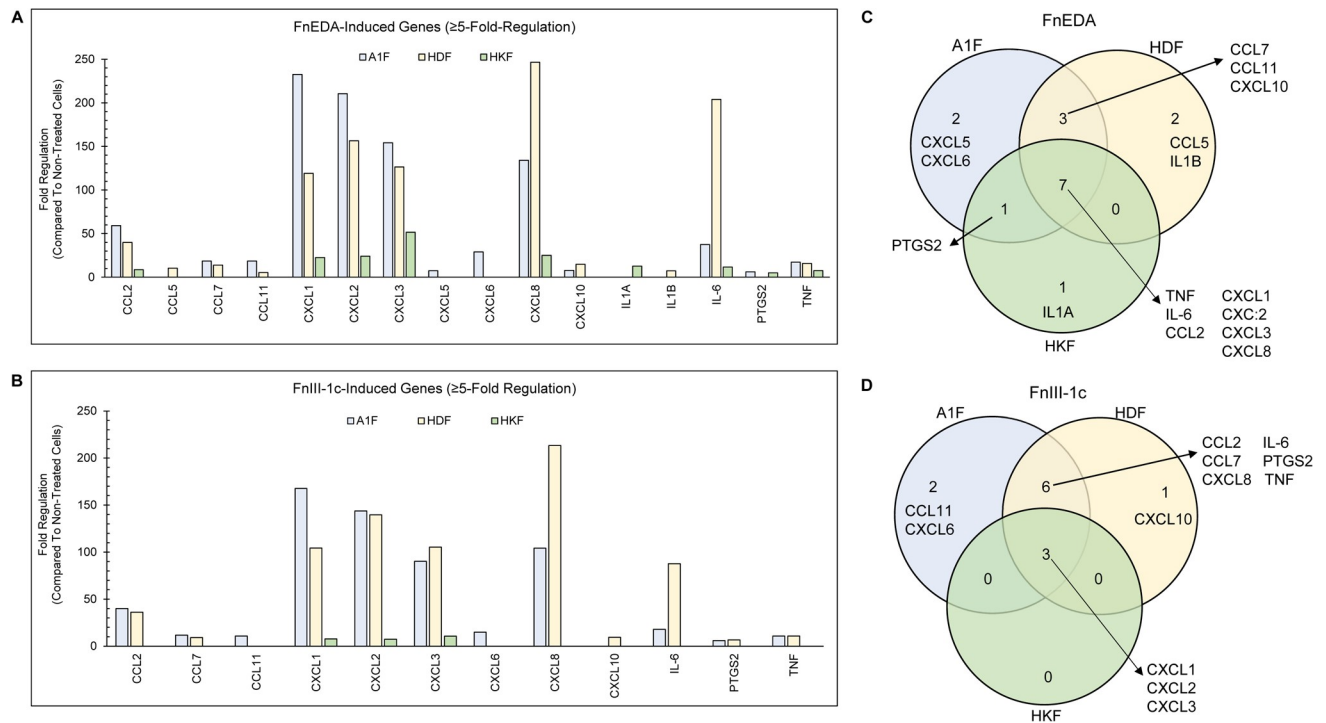 A
FnEDA-Induced Genes (≥5-Fold-Regulation)
A1F HDF HKF
Fold Regulation
(Compared To Non-Treated Cells)
250
200
150
100
50
0
CCL2
CCL5
CCL7
CCL11
CXCL1
CXCL2
CXCL3
CXCL5
CXCL6
CXCL8
CXCL10
IL1A
IL1B
IL-6
PTGS2
TNF
B
FnIII-1c-Induced Genes (≥5-Fold Regulation)
A1F HDF HKF
Fold Regulation
(Compared To Non-Treated Cells)
250
200
150
100
50
0
CCL2
CCL7
CCL11
CXCL1
CXCL2
CXCL3
CXCL6
CXCL8
CXCL10
IL-6
PTGS2
TNF
C
FnEDA
A1F
HDF
CCL7
CCL11
CXCL10
2
CXCL5
CXCL6
3
2
CCL5
IL1B
7
1
0
PTGS2
1
IL1A
HKF
TNF CXCL1
IL-6 CXC:2
CCL2 CXCL3
CXCL8
D
FnIII-1c
A1F
HDF
CCL2 IL-6
CCL7 PTGS2
CXCL8 TNF
2
CCL11
CXCL6
6
1
CXCL10
3
0
0
0
HKF
CXCL1
CXCL2
CXCL3